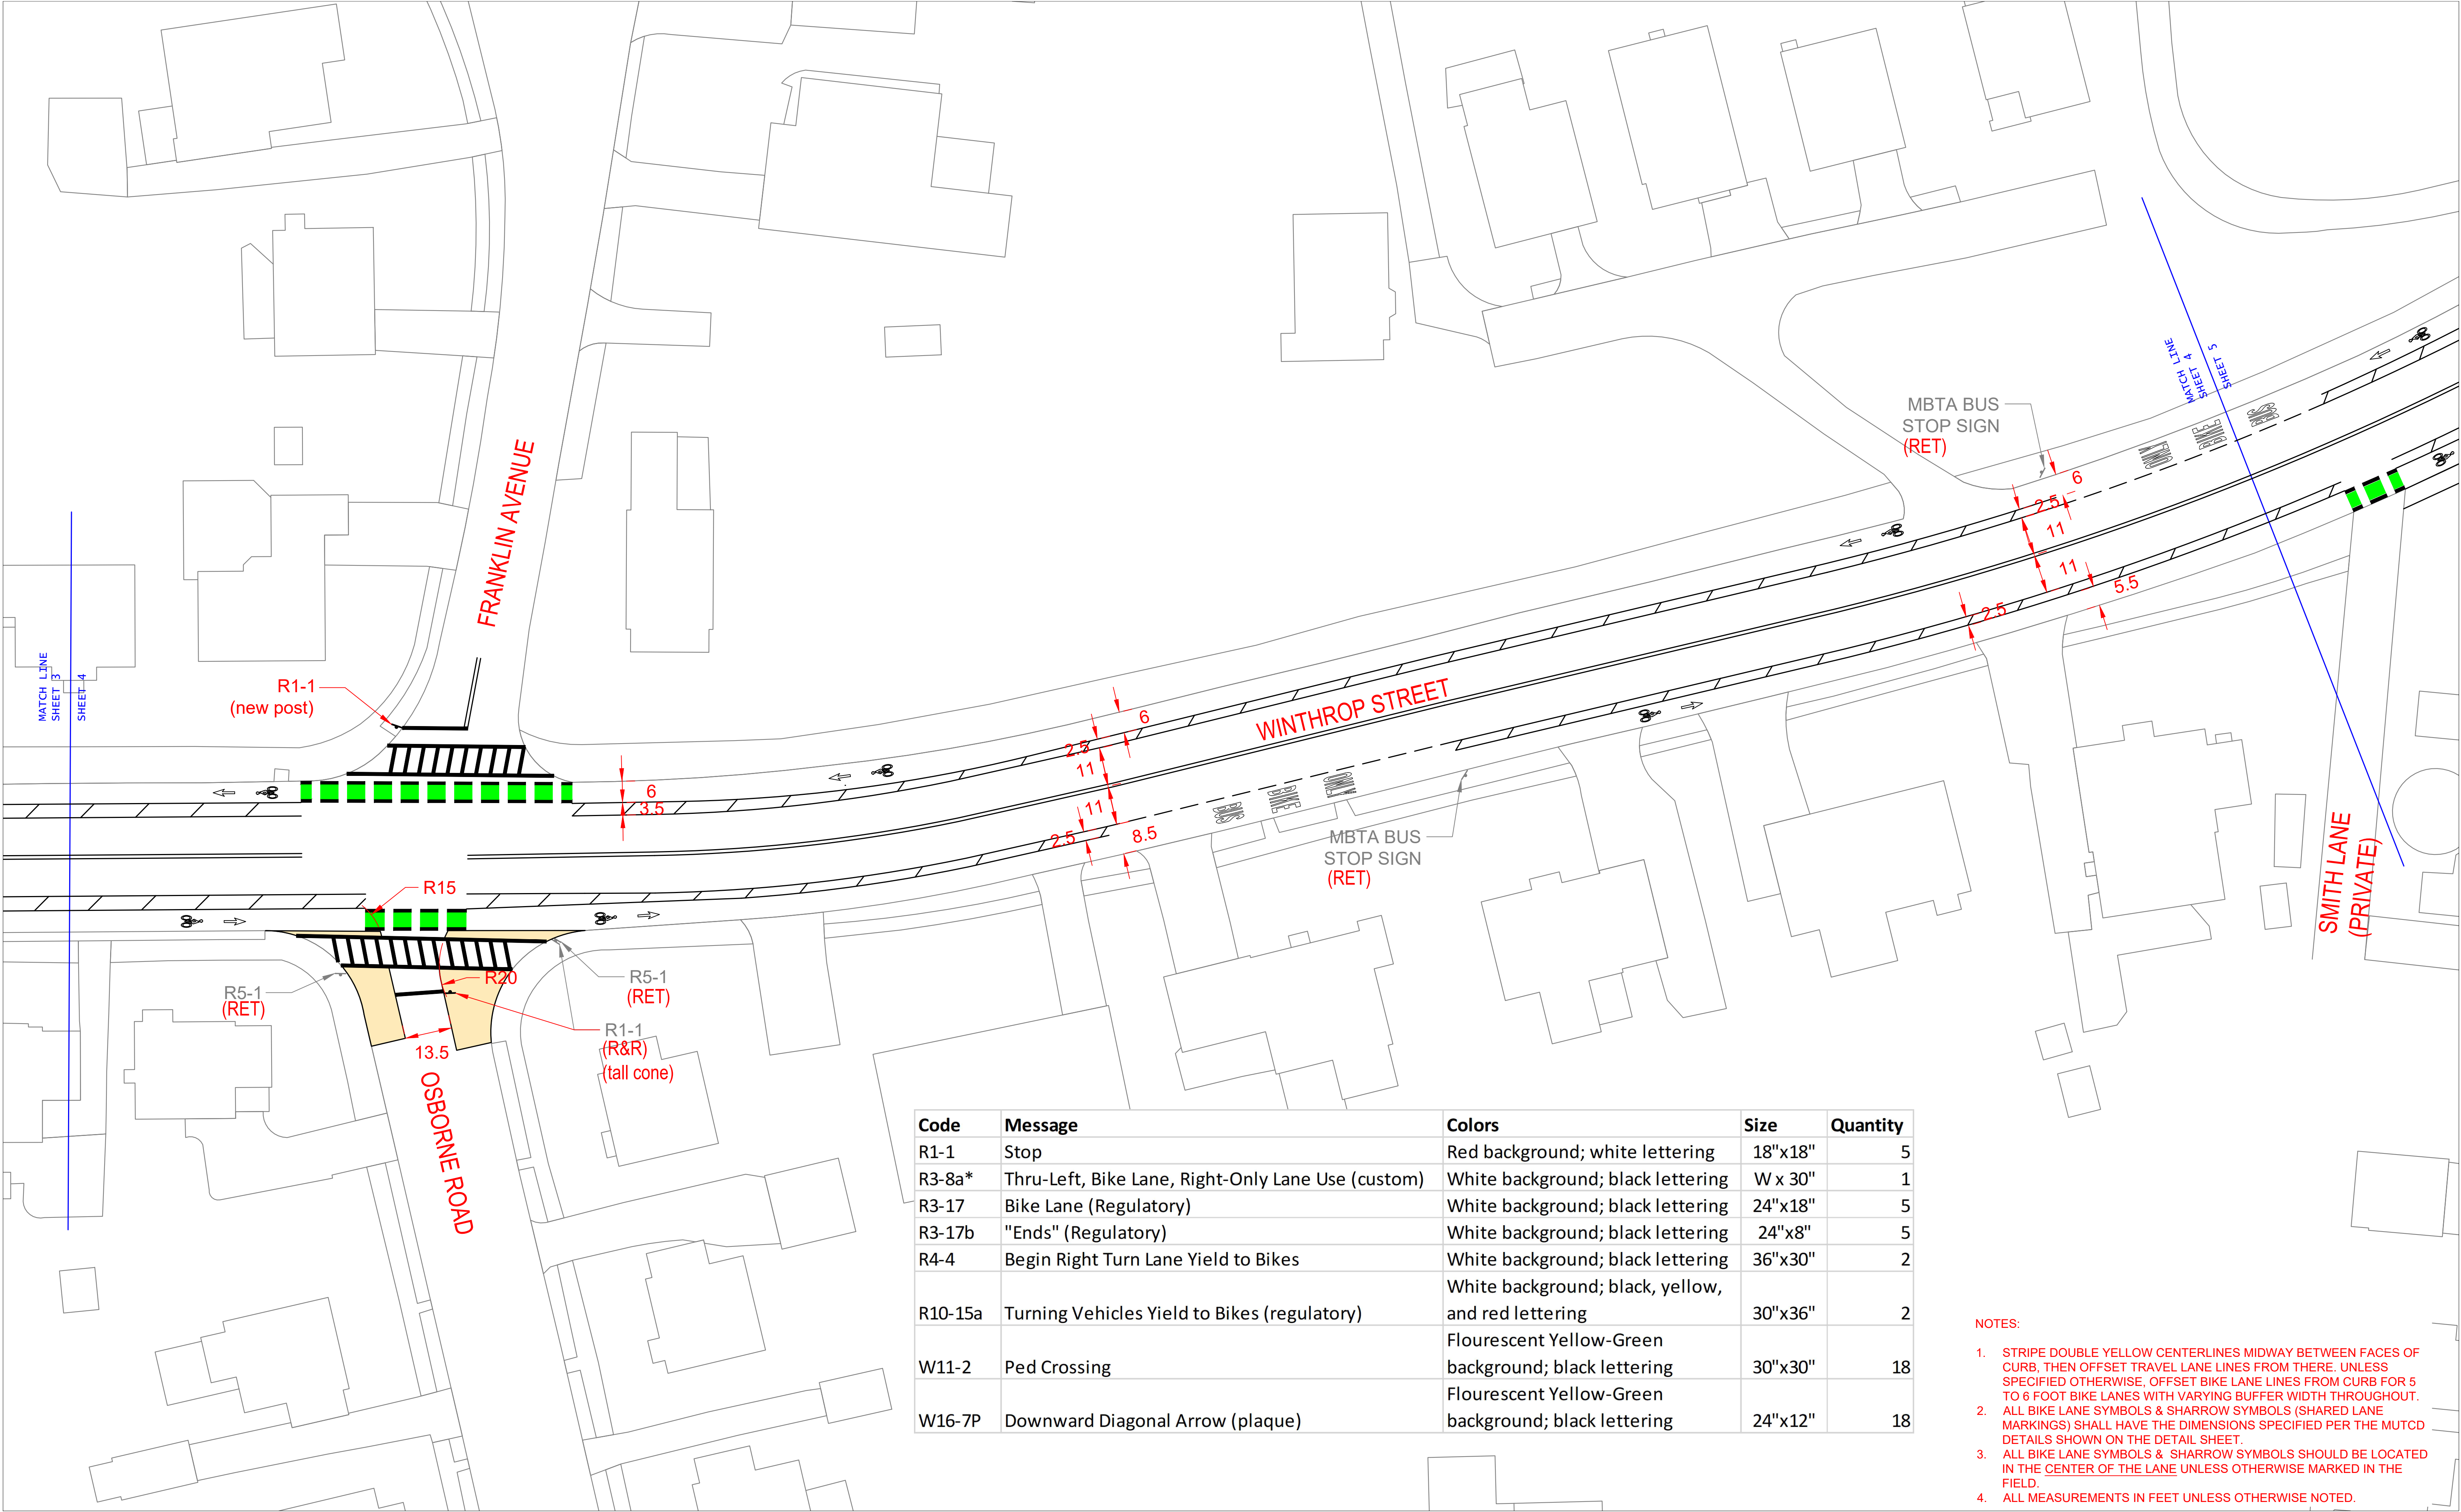 MATCH LINE
SHEET 3
SHEET 4
FRANKLIN AVENUE
R1-1
(new post)
6
3.5
R15
R5-1
(RET)
R20
13.5
R5-1
(RET)
R1-1
(R&R)
(tall cone)
OSBORNE ROAD
6
2.5
11
11
2.5
8.5
WINTHROP STREET
BUS
BIKE
ONLY
MBTA BUS
STOP SIGN
(RET)
MBTA BUS
STOP SIGN
(RET)
6
2.5
11
11
2.5
5.5
ONLY
BIKE
BUS
MATCH LINE
SHEET 4
SHEET 5
SMITH LANE
(PRIVATE)
Code Message Colors Size Quantity
R1-1 Stop Red background; white lettering 18"x18" 5
R3-8a* Thru-Left, Bike Lane, Right-Only Lane Use (custom) White background; black lettering W x 30" 1
R3-17 Bike Lane (Regulatory) White background; black lettering 24"x18" 5
R3-17b "Ends" (Regulatory) White background; black lettering 24"x8" 5
R4-4 Begin Right Turn Lane Yield to Bikes White background; black lettering 36"x30" 2
White background; black, yellow,
R10-15a Turning Vehicles Yield to Bikes (regulatory) and red lettering 30"x36" 2
Flourescent Yellow-Green
W11-2 Ped Crossing background; black lettering 30"x30" 18
Flourescent Yellow-Green
W16-7P Downward Diagonal Arrow (plaque) background; black lettering 24"x12" 18
NOTES:
1. STRIPE DOUBLE YELLOW CENTERLINES MIDWAY BETWEEN FACES OF
CURB, THEN OFFSET TRAVEL LANE LINES FROM THERE. UNLESS
SPECIFIED OTHERWISE, OFFSET BIKE LANE LINES FROM CURB FOR 5
TO 6 FOOT BIKE LANES WITH VARYING BUFFER WIDTH THROUGHOUT.
2. ALL BIKE LANE SYMBOLS & SHARROW SYMBOLS (SHARED LANE
MARKINGS) SHALL HAVE THE DIMENSIONS SPECIFIED PER THE MUTCD
DETAILS SHOWN ON THE DETAIL SHEET.
3. ALL BIKE LANE SYMBOLS & SHARROW SYMBOLS SHOULD BE LOCATED
IN THE CENTER OF THE LANE UNLESS OTHERWISE MARKED IN THE
FIELD.
4. ALL MEASUREMENTS IN FEET UNLESS OTHERWISE NOTED.